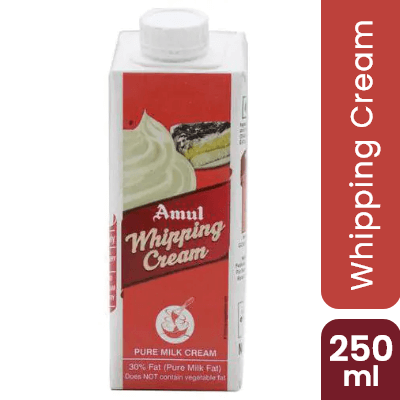 Amul
Whipping
Cream
PURE MILK CREAM
30% Fat (Pure Milk Fat)
Does NOT contain vegetable fat
Whipping Cream
250
ml